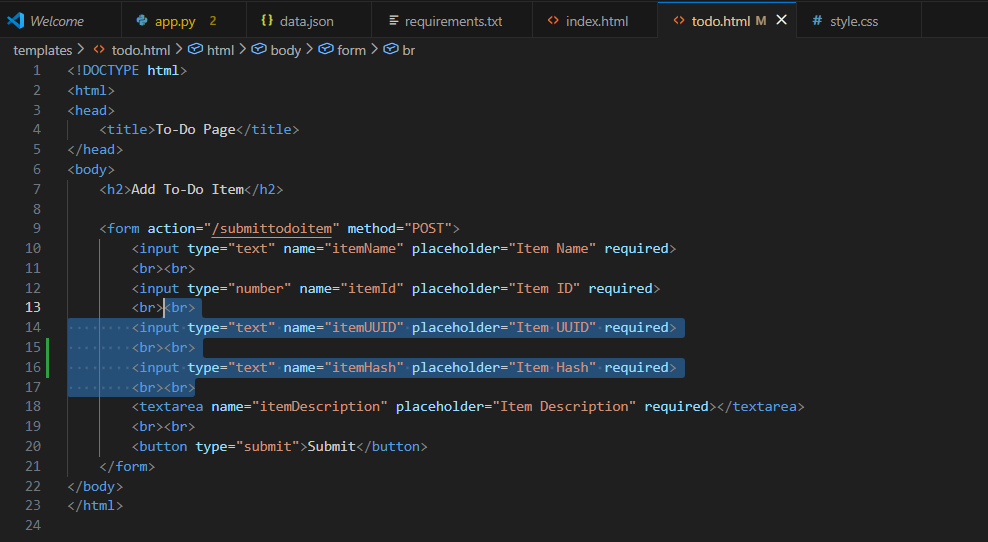 Welcome app.py 2 {} data.json requirements.txt <> index.html <> todo.html M × # style.css
templates > <> todo.html > html > body > form > br
1 <!DOCTYPE html>
2 <html>
3 <head>
4 <title>To-Do Page</title>
5 </head>
6 <body>
7 <h2>Add To-Do Item</h2>
8
9 <form action="/submittodoitem" method="POST">
10 <input type="text" name="itemName" placeholder="Item Name" required>
11 <br><br>
12 <input type="number" name="itemId" placeholder="Item ID" required>
13 <br><br>
14 <input type="text" name="itemUUID" placeholder="Item UUID" required>
15 <br><br>
16 <input type="text" name="itemHash" placeholder="Item Hash" required>
17 <br><br>
18 <textarea name="itemDescription" placeholder="Item Description" required></textarea>
19 <br><br>
20 <button type="submit">Submit</button>
21 </form>
22 </body>
23 </html>
24